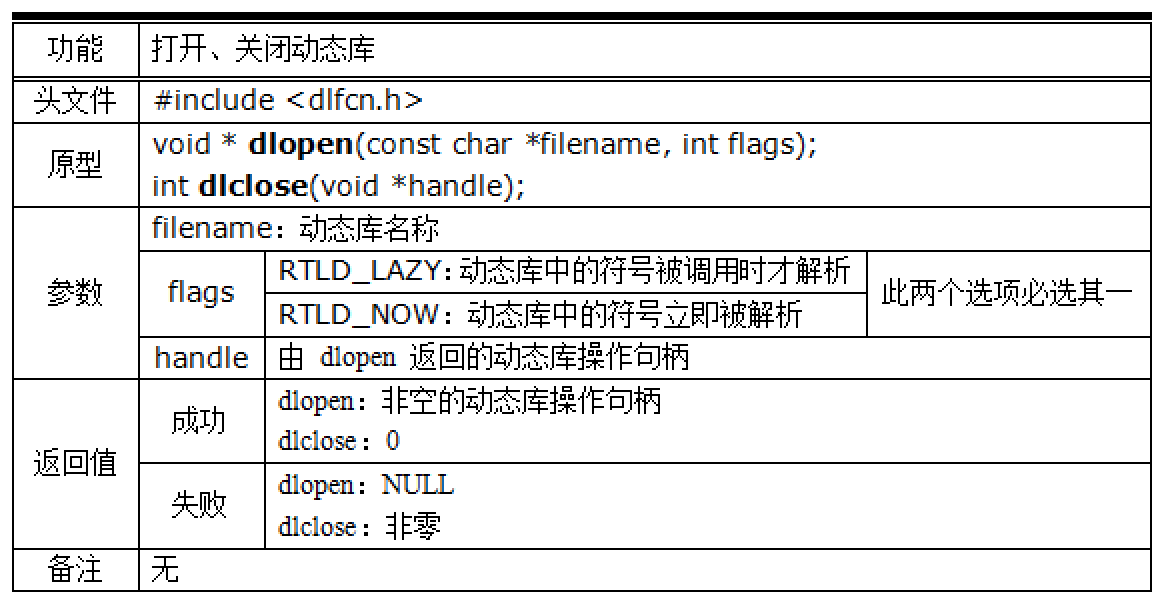 功能
打开、关闭动态库
头文件
#include <dlfcn.h>
原型
void * dlopen(const char *filename, int flags);
int dlclose(void *handle);
参数
filename：动态库名称
flags
RTLD_LAZY：动态库中的符号被调用时才解析
RTLD_NOW：动态库中的符号立即被解析
此两个选项必选其一
handle
由 dlopen 返回的动态库操作句柄
返回值
成功
dlopen：非空的动态库操作句柄
dlclose：0
失败
dlopen：NULL
dlclose：非零
备注
无